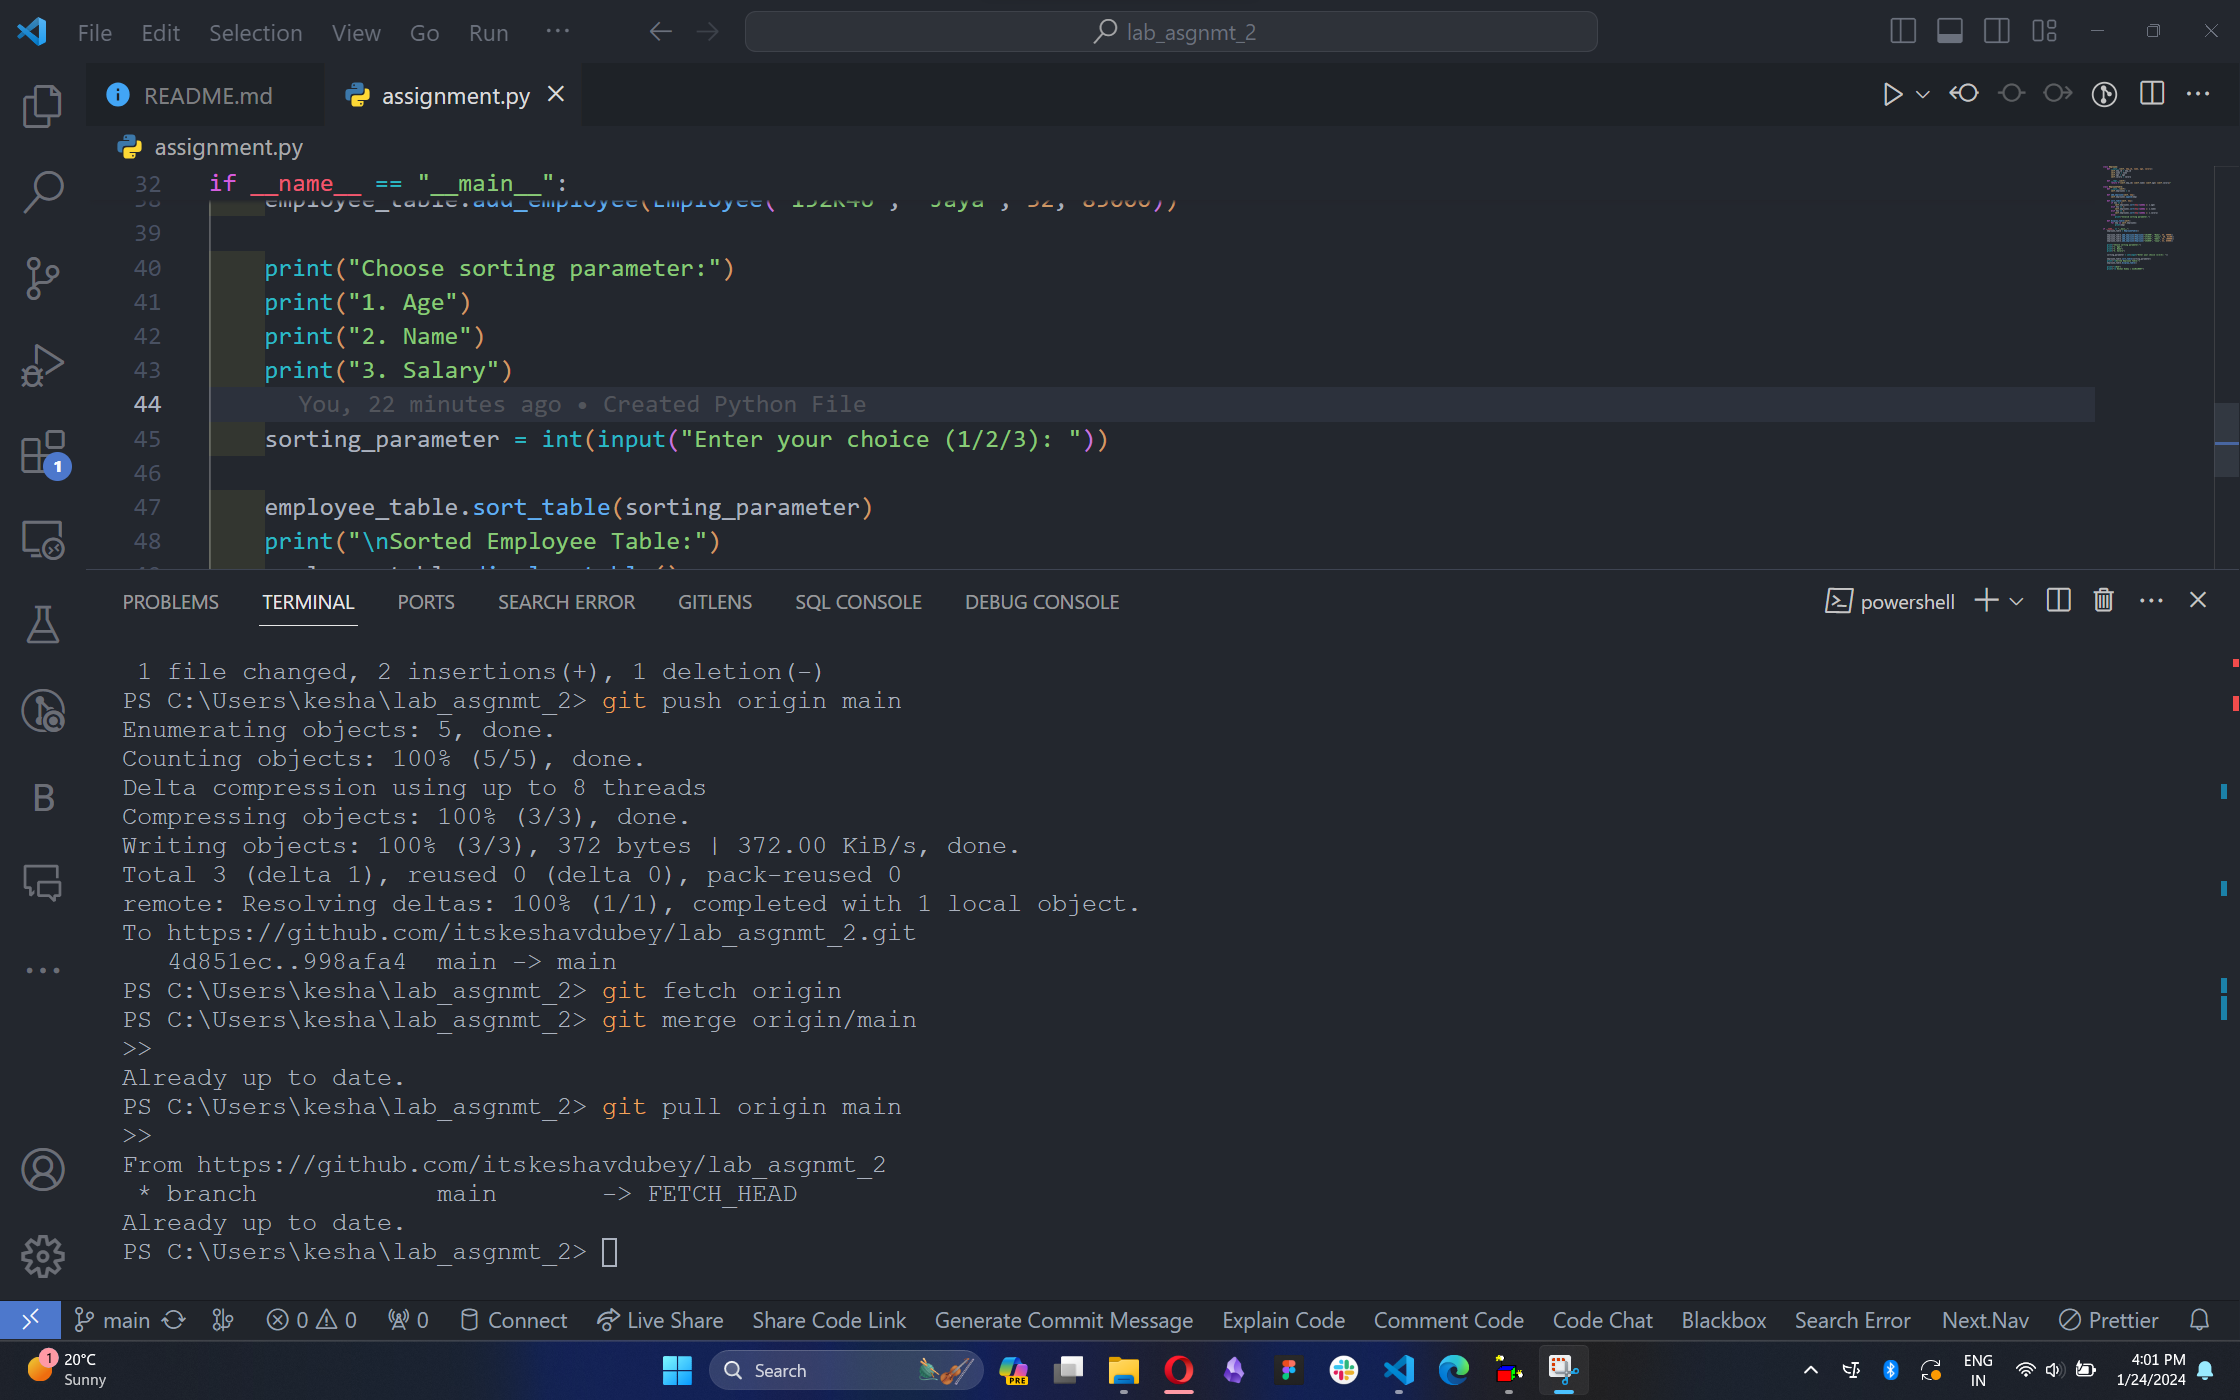 File Edit Selection View Go Run ··· lab_asgnmt_2
README.md assignment.py
assignment.py
32 if __name__ == "__main__":
38 employee_table.add_employee(Employee("192K46", "Jaya", 32, 85000))
39
40 print("Choose sorting parameter:")
41 print("1. Age")
42 print("2. Name")
43 print("3. Salary")
44 You, 22 minutes ago • Created Python File
45 sorting_parameter = int(input("Enter your choice (1/2/3): "))
46
47 employee_table.sort_table(sorting_parameter)
48 print("\nSorted Employee Table:")
PROBLEMS TERMINAL PORTS SEARCH ERROR GITLENS SQL CONSOLE DEBUG CONSOLE powershell
1 file changed, 2 insertions(+), 1 deletion(-)
PS C:\Users\kesha\lab_asgnmt_2> git push origin main
Enumerating objects: 5, done.
Counting objects: 100% (5/5), done.
Delta compression using up to 8 threads
Compressing objects: 100% (3/3), done.
Writing objects: 100% (3/3), 372 bytes | 372.00 KiB/s, done.
Total 3 (delta 1), reused 0 (delta 0), pack-reused 0
remote: Resolving deltas: 100% (1/1), completed with 1 local object.
To https://github.com/itskeshavdubey/lab_asgnmt_2.git
4d851ec..998afa4 main -> main
PS C:\Users\kesha\lab_asgnmt_2> git fetch origin
PS C:\Users\kesha\lab_asgnmt_2> git merge origin/main
>>
Already up to date.
PS C:\Users\kesha\lab_asgnmt_2> git pull origin main
>>
From https://github.com/itskeshavdubey/lab_asgnmt_2
* branch main -> FETCH_HEAD
Already up to date.
PS C:\Users\kesha\lab_asgnmt_2>
1
B
main 0 0 0 Connect Live Share Share Code Link Generate Commit Message Explain Code Comment Code Code Chat Blackbox Search Error Next.Nav Prettier
1 20°C
Sunny
Search
PRE
ENG
IN
4:01 PM
1/24/2024